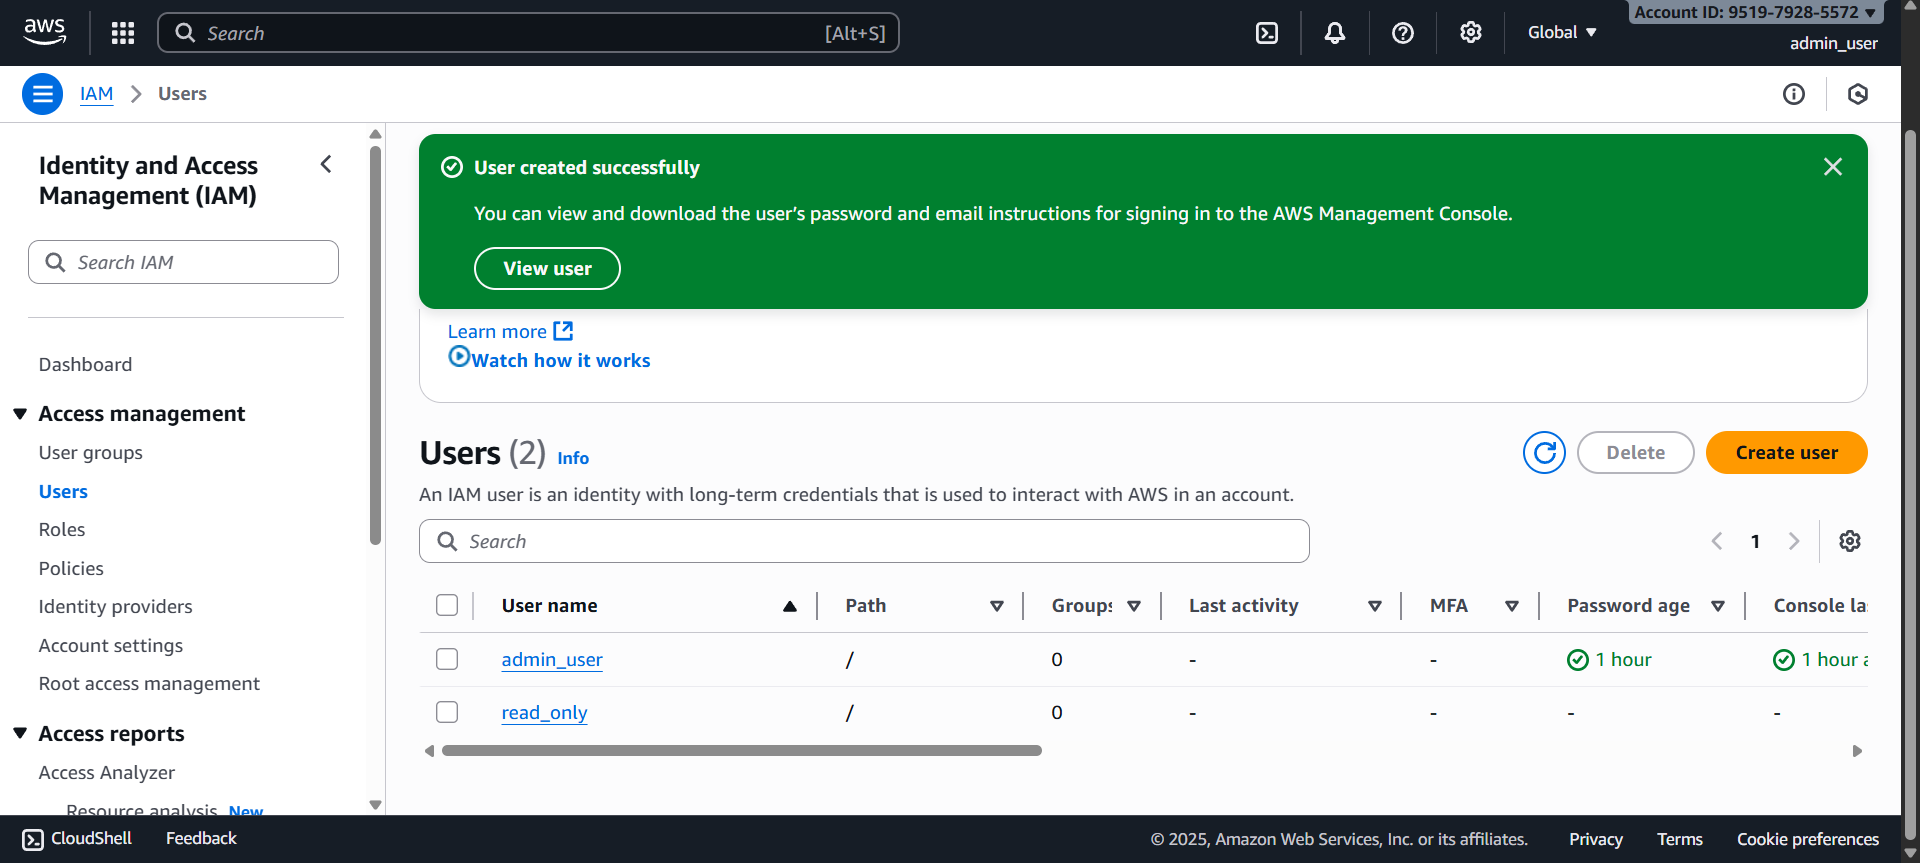 aws
Search [Alt+S]
Global
Account ID: 9519-7928-5572
admin_user
IAM > Users
Identity and Access
Management (IAM)
Search IAM
Dashboard
Access management
User groups
Users
Roles
Policies
Identity providers
Account settings
Root access management
Access reports
Access Analyzer
Resource analysis New
User created successfully
You can view and download the user's password and email instructions for signing in to the AWS Management Console.
View user
Learn more
Watch how it works
Users (2) Info
Delete
Create user
An IAM user is an identity with long-term credentials that is used to interact with AWS in an account.
Search
1
User name Path Groups Last activity MFA Password age Console la
admin_user / 0 - - 1 hour 1 hour a
read_only / 0 - - - -
CloudShell Feedback © 2025, Amazon Web Services, Inc. or its affiliates. Privacy Terms Cookie preferences